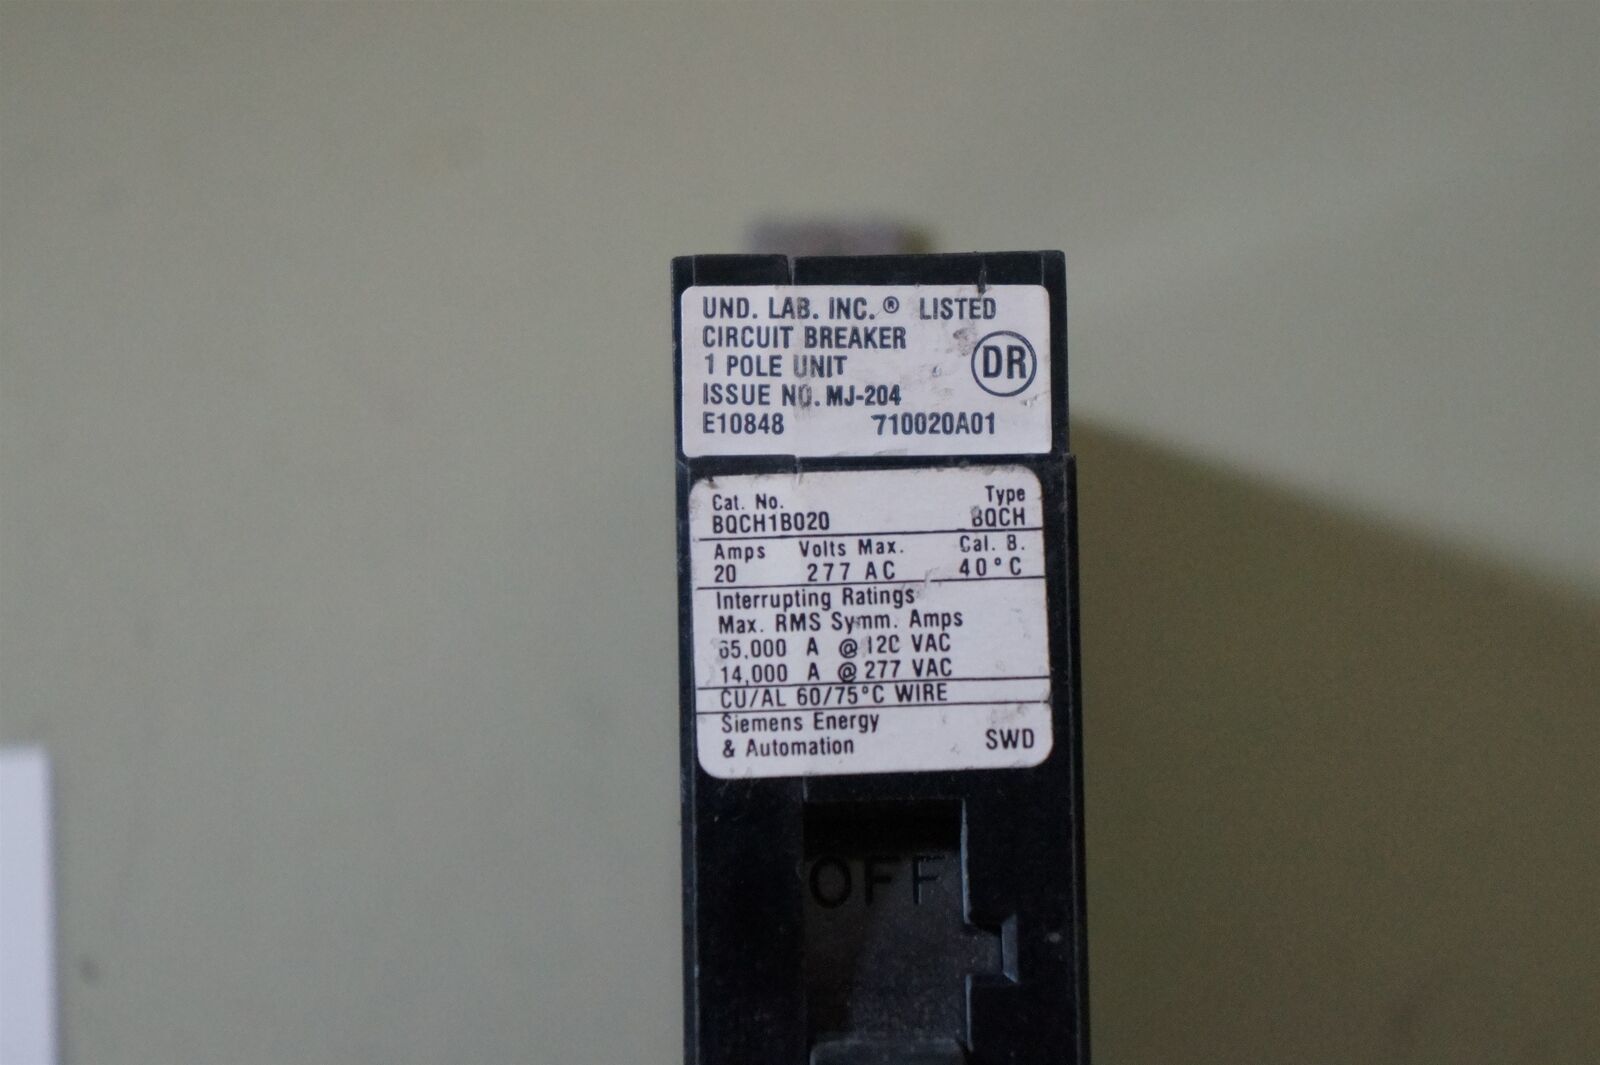 UND. LAB. INC.® LISTED
CIRCUIT BREAKER
1 POLE UNIT
DR
ISSUE NO. MJ-204
E10848 710020A01
Cat. No. Type
BQCH1B020 BQCH
Amps Volts Max. Cal. B.
20 277 AC 40°C
Interrupting Ratings
Max. RMS Symm. Amps
65,000 A @ 120 VAC
14,000 A @ 277 VAC
CU/AL 60/75°C WIRE
Siemens Energy
& Automation SWD
OFF